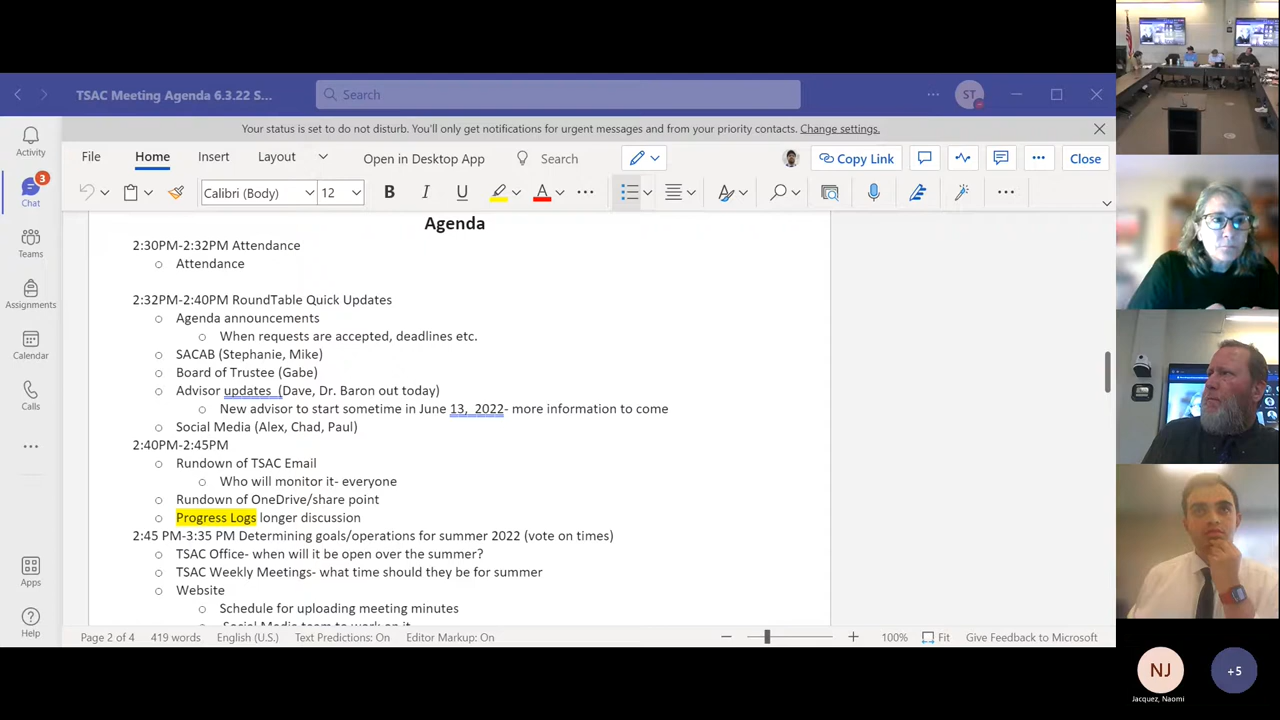 TSAC Meeting Agenda 6.3.22 S...
Search
ST
Your status is set to do not disturb. You'll only get notifications for urgent messages and from your priority contacts. Change settings.
Activity
3
Chat
Teams
Assignments
Calendar
Calls
Apps
Help
File
Home
Insert
Layout
Open in Desktop App
Search
Copy Link
Close
Calibri (Body)
12
B
I
U
A
Agenda
2:30PM-2:32PM Attendance
Attendance
2:32PM-2:40PM RoundTable Quick Updates
Agenda announcements
When requests are accepted, deadlines etc.
SACAB (Stephanie, Mike)
Board of Trustee (Gabe)
Advisor updates (Dave, Dr. Baron out today)
New advisor to start sometime in June 13, 2022- more information to come
Social Media (Alex, Chad, Paul)
2:40PM-2:45PM
Rundown of TSAC Email
Who will monitor it- everyone
Rundown of OneDrive/share point
Progress Logs longer discussion
2:45 PM-3:35 PM Determining goals/operations for summer 2022 (vote on times)
TSAC Office- when will it be open over the summer?
TSAC Weekly Meetings- what time should they be for summer
Website
Schedule for uploading meeting minutes
Social Media team to work on it
Page 2 of 4
419 words
English (U.S.)
Text Predictions: On
Editor Markup: On
100%
Fit
Give Feedback to Microsoft
NJ
Jacquez, Naomi
+5